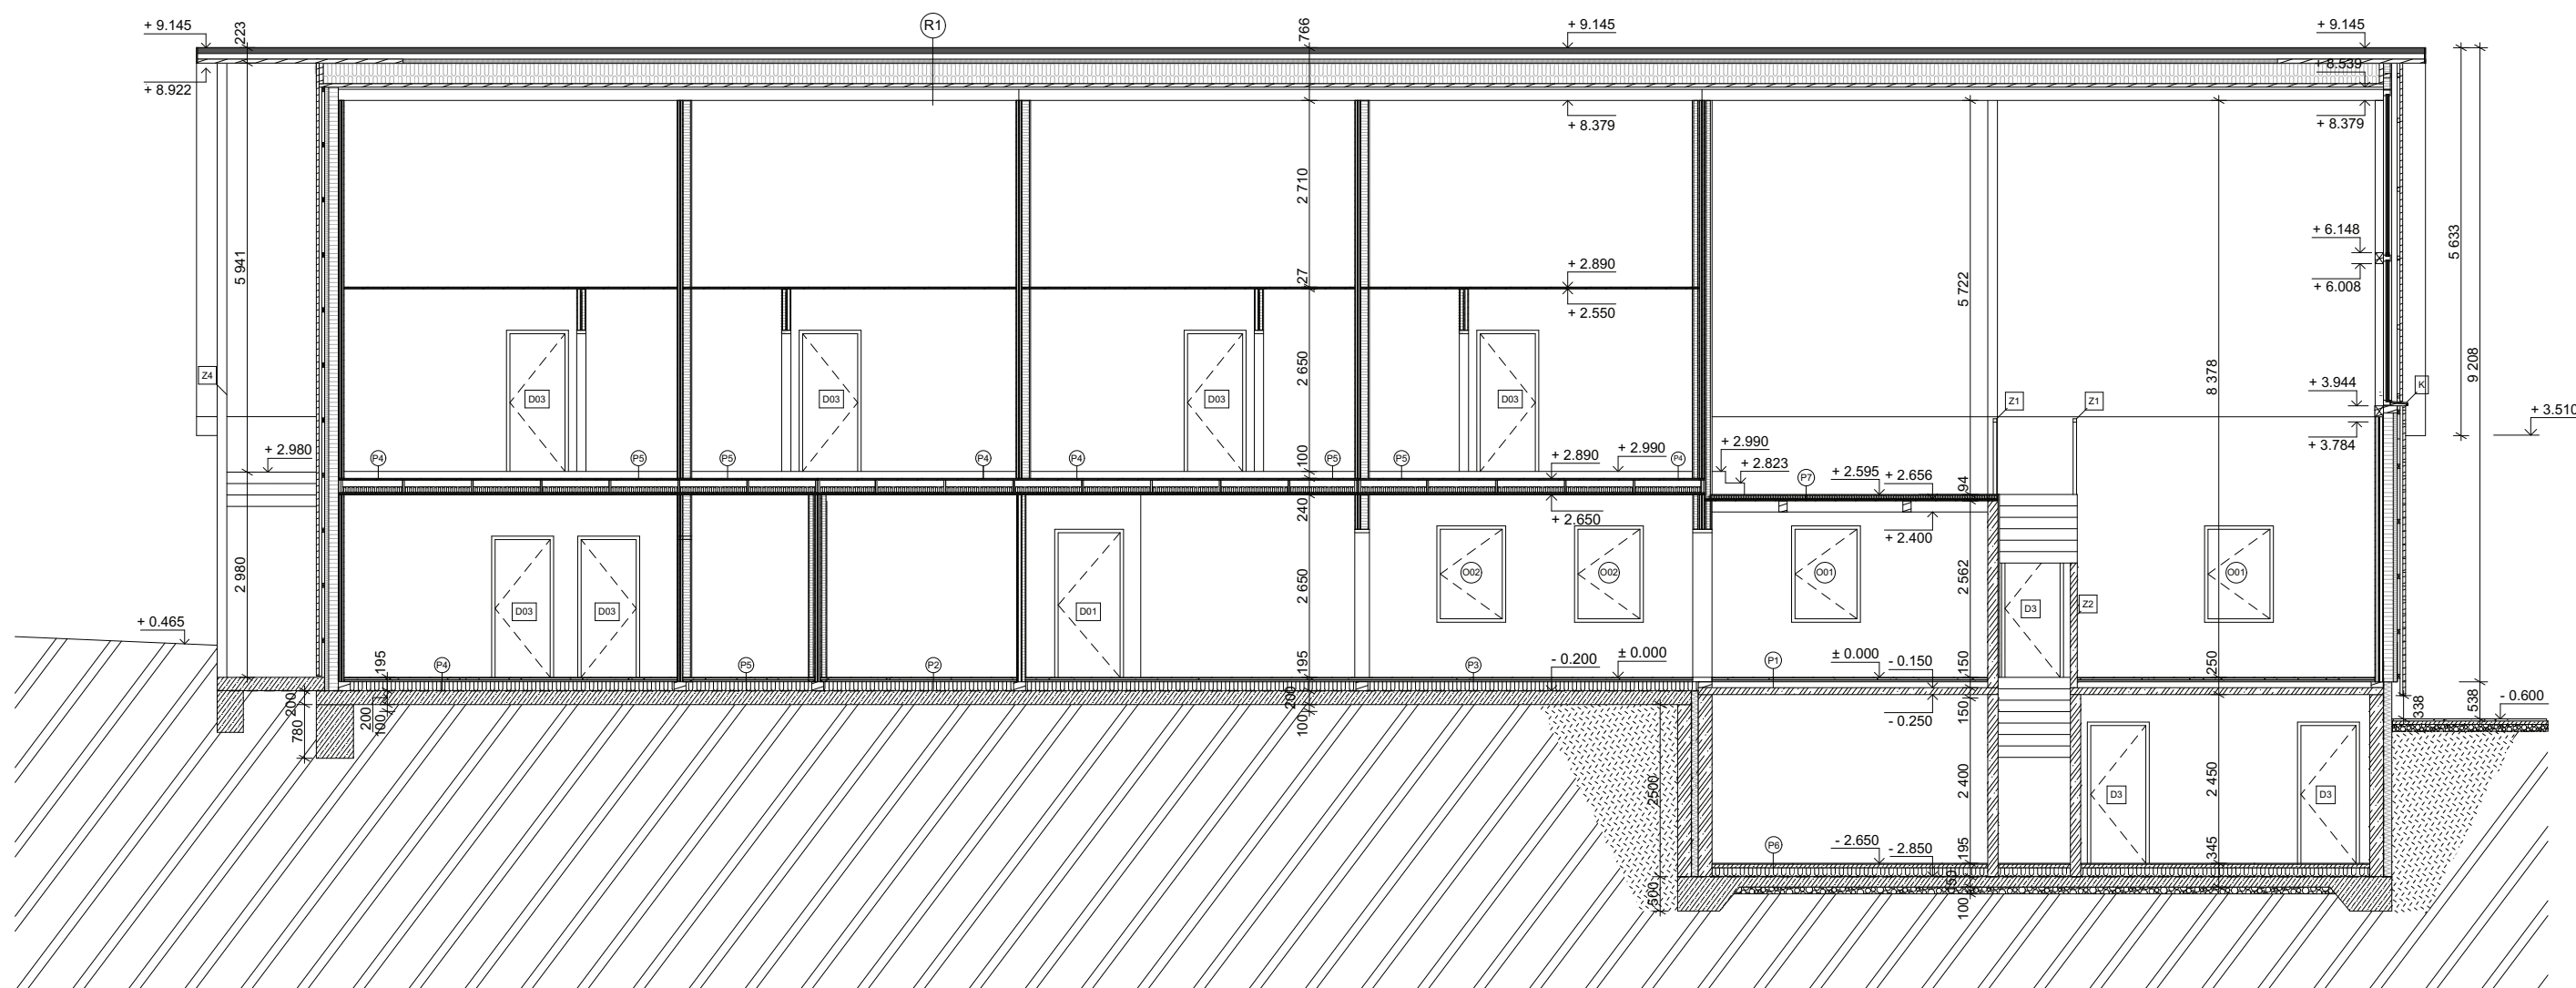 + 9.145
223
R1
766
+ 9.145
+ 9.145
+ 8.922
+ 8.539
+ 8.379
+ 8.379
2 710
+ 6.148
5 633
5 941
27
+ 2.890
5 722
+ 6.008
+ 2.550
Z4
2 650
8 378
9 208
+ 3.944
K
D03
D03
D03
D03
Z1
Z1
+ 3.510
+ 3.784
+ 2.980
P4
P5
P5
P4
P4
P5
P5
100
+ 2.890
+ 2.990
P4
+ 2.990
+ 2.823
P7
+ 2.595
+ 2.656
94
240
+ 2.650
+ 2.400
2 980
2 650
O02
O02
O01
2 562
O01
D03
D03
D01
D3
Z2
+ 0.465
195
P4
P5
P2
195
P3
- 0.200
± 0.000
P1
± 0.000
- 0.150
150
250
200
780
200
100
200
100
- 0.250
150
338
538
- 0.600
2500
2 400
2 450
D3
D3
P6
- 2.650
- 2.850
195
345
500
100